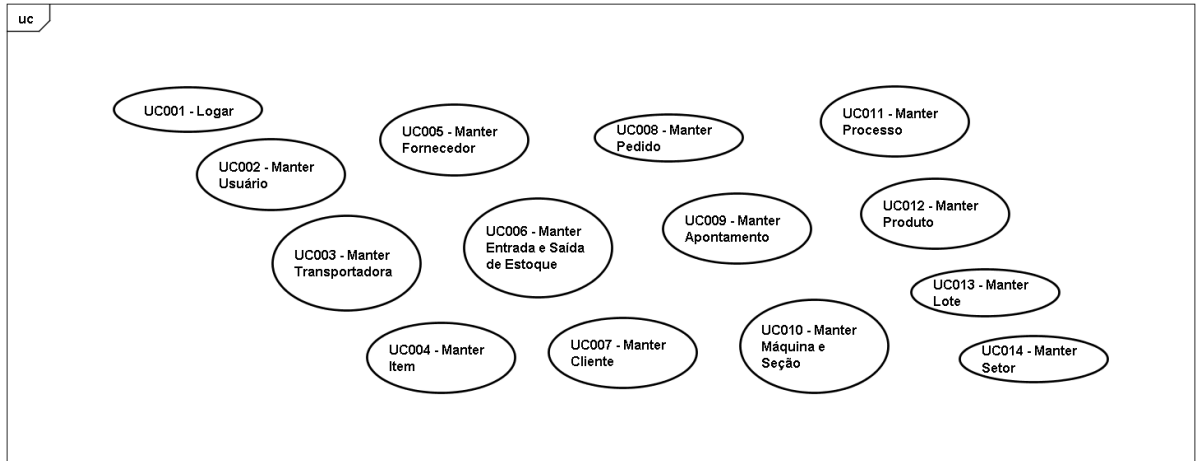 uc
UC001 - Logar
UC002 - Manter
Usuário
UC003 - Manter
Transportadora
UC004 - Manter
Item
UC005 - Manter
Fornecedor
UC006 - Manter
Entrada e Saída
de Estoque
UC007 - Manter
Cliente
UC008 - Manter
Pedido
UC009 - Manter
Apontamento
UC010 - Manter
Máquina e
Seção
UC011 - Manter
Processo
UC012 - Manter
Produto
UC013 - Manter
Lote
UC014 - Manter
Setor